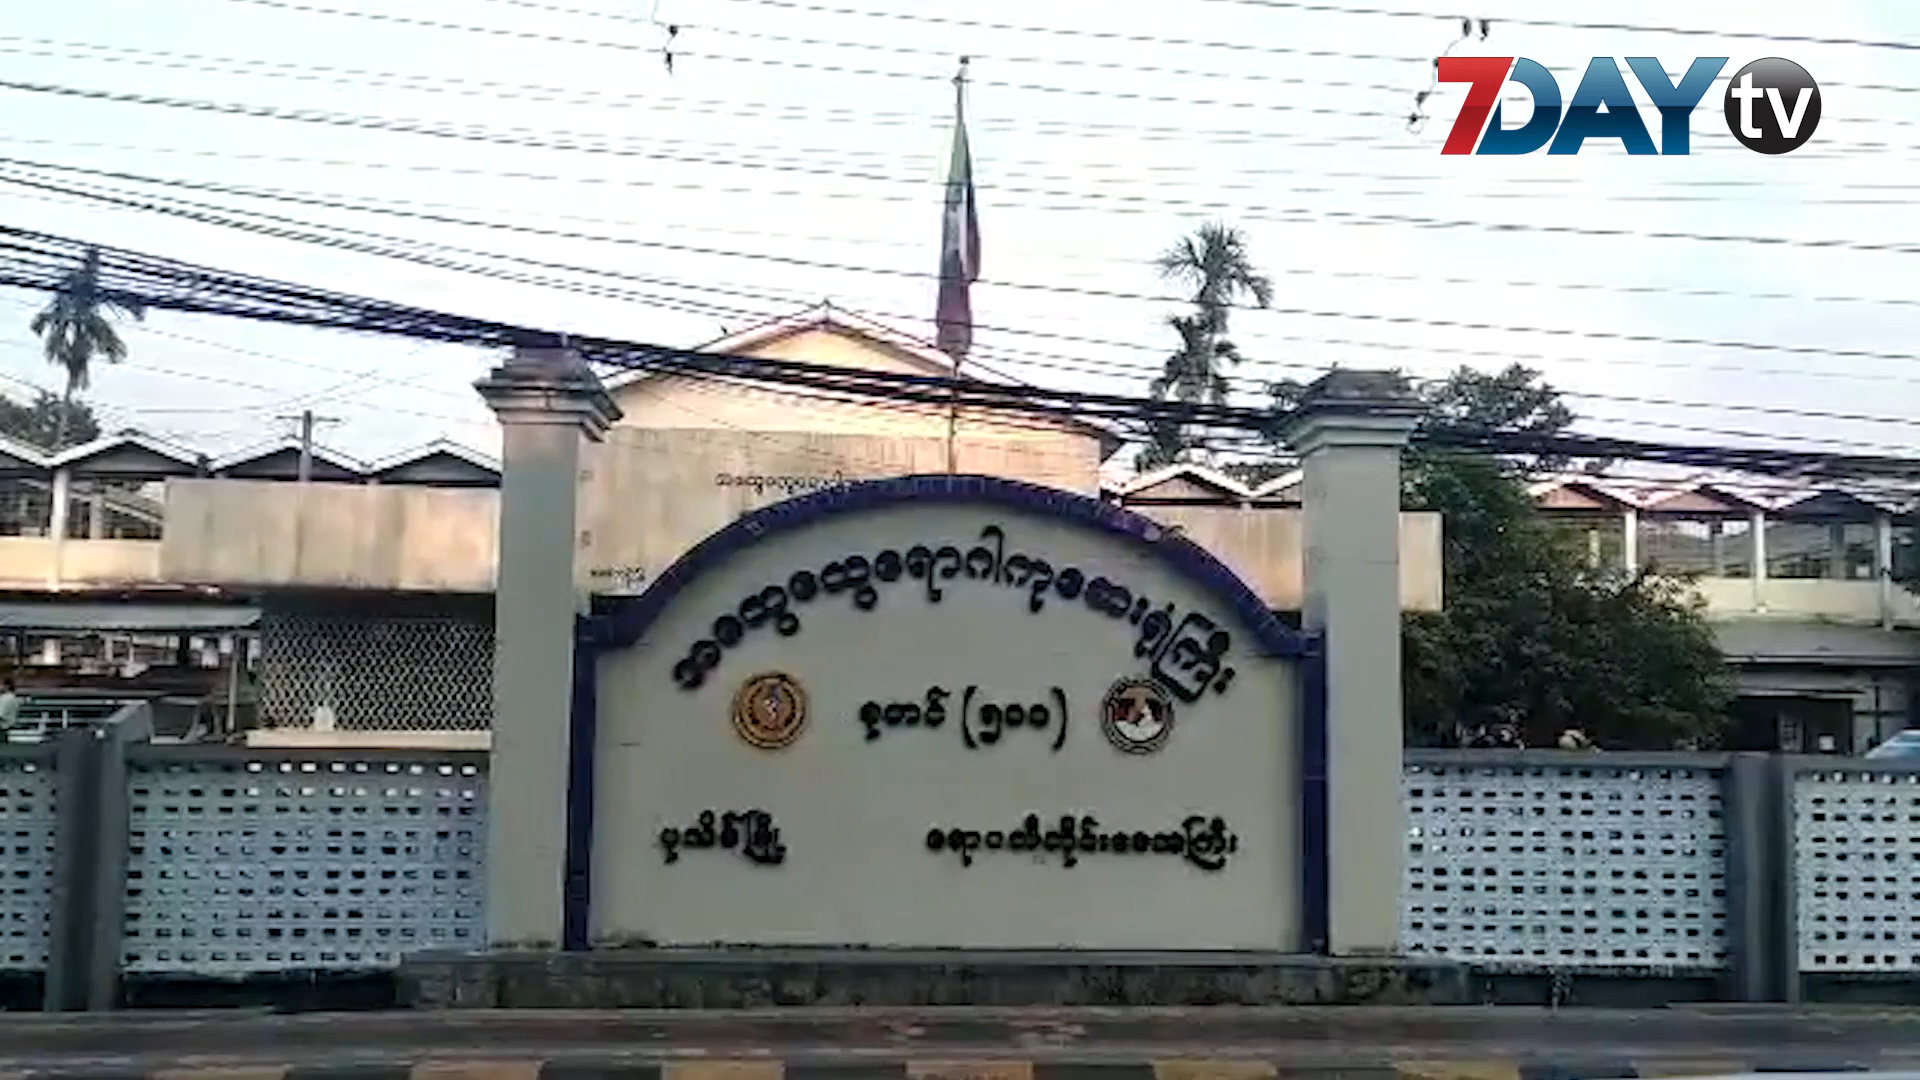 7DAY tv
အထွေထွေရောဂါကုဆေးရုံကြီး
ခုတင် (၅၀၀)
ပုသိမ်မြို့
ဧရာဝတီတိုင်းဒေသကြီး